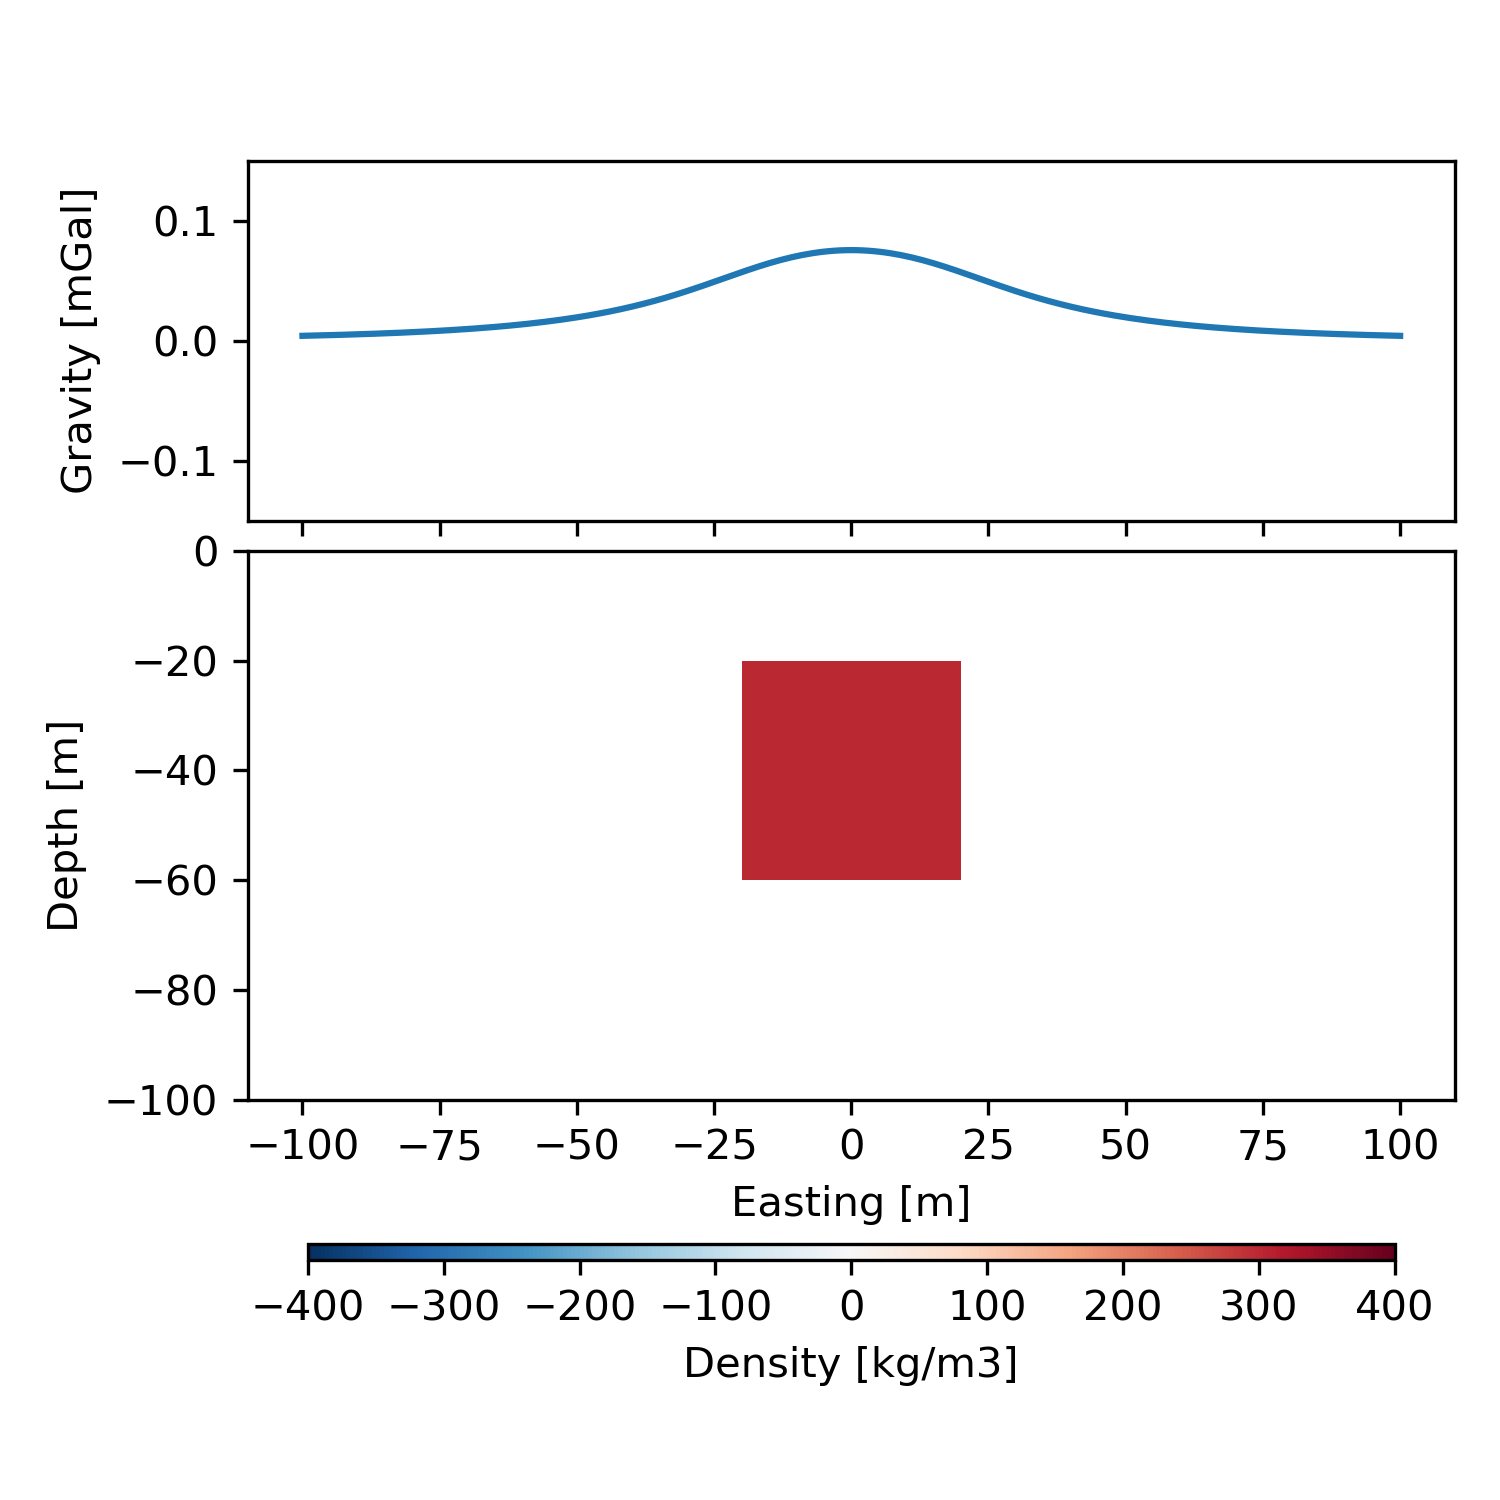 Gravity [mGal]
0.1
0.0
−0.1
Depth [m]
0
−20
−40
−60
−80
−100
−100 −75 −50 −25 0 25 50 75 100
Easting [m]
−400 −300 −200 −100 0 100 200 300 400
Density [kg/m3]